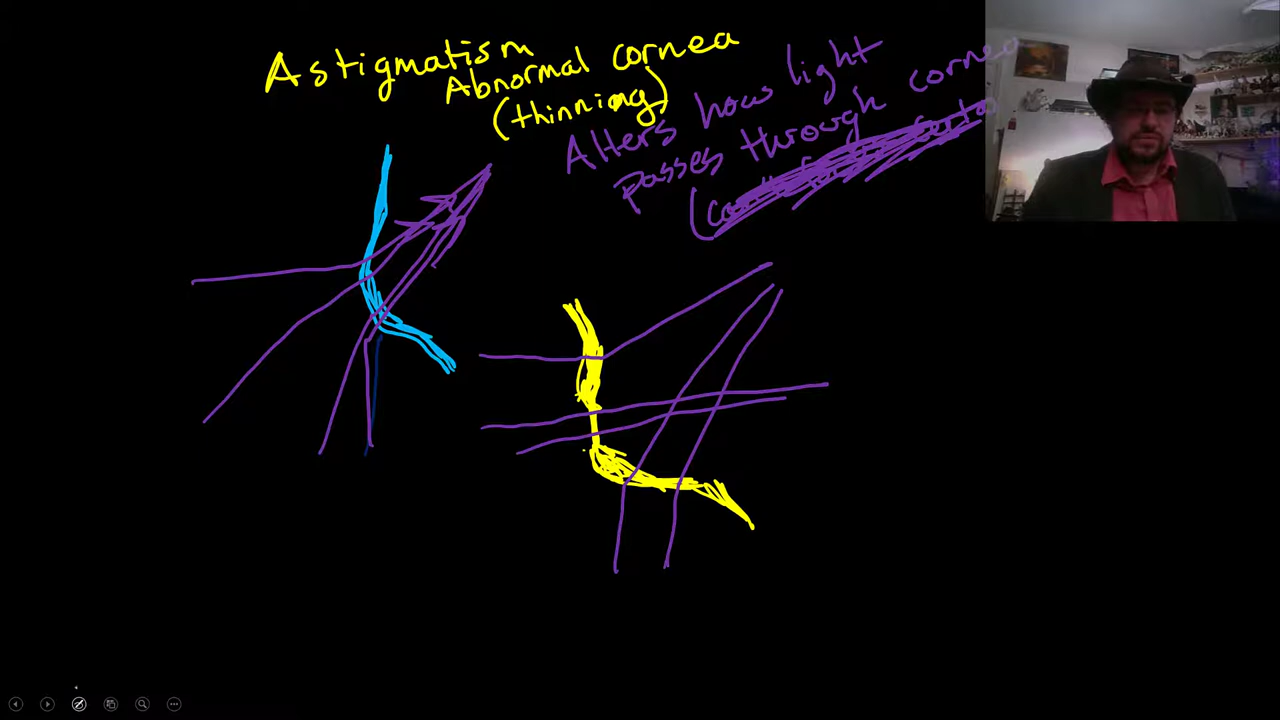 Astigmatism
Abnormal cornea
(thinning)
Alters how light
passes through cornea
(